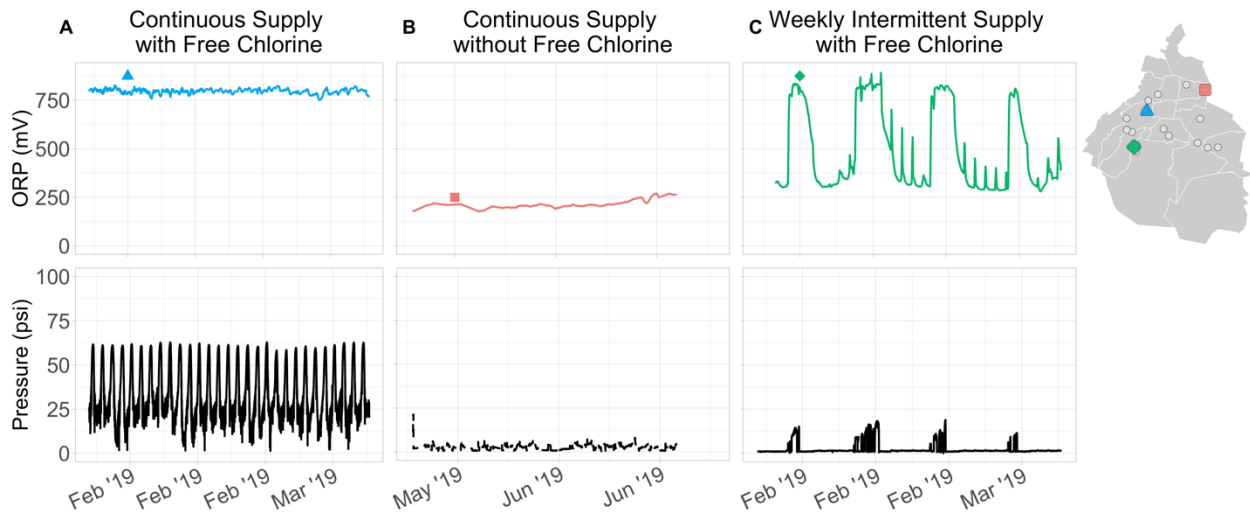 A
Continuous Supply
with Free Chlorine
B
Continuous Supply
without Free Chlorine
C
Weekly Intermittent Supply
with Free Chlorine
ORP (mV)
750
500
250
0
Pressure (psi)
100
75
50
25
0
Feb '19
Feb '19
Feb '19
Mar '19
May '19
Jun '19
Jun '19
Feb '19
Feb '19
Feb '19
Mar '19